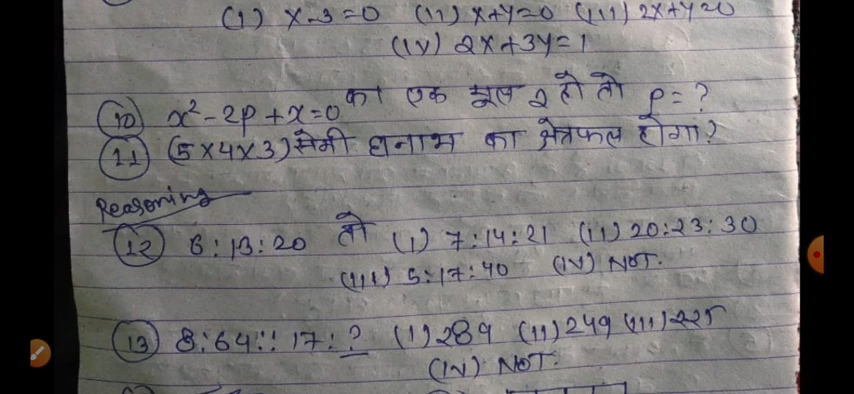 (i) x-3=0 (ii) x+y=0 (iii) 2x+y=0
(iv) 2x+3y=1
(10) x²-2p+x=0 का एक मूल 2 हो तो p=?
(11) (5×4×3) सेमी घनाभ का क्षेत्रफल होगा?
Reasoning
(12) 6:13:20 तो (i) 7:14:21 (ii) 20:23:30
(iii) 5:17:40 (iv) NOT.
(13) 8:64:: 17:? (i) 289 (ii) 249 (iii) 225
(iv) NOT.